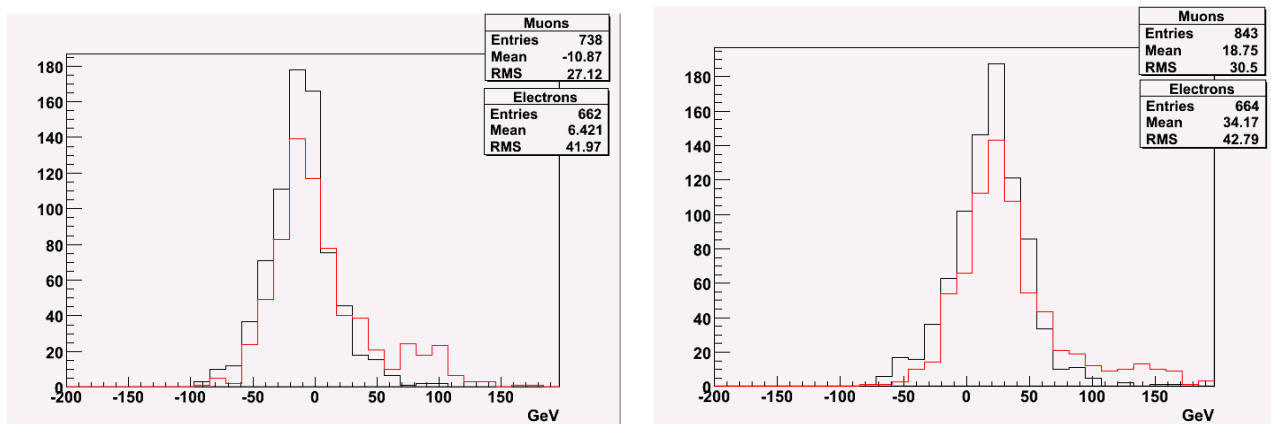 Muons
Entries 738
Mean -10.87
RMS 27.12
Electrons
Entries 662
Mean 6.421
RMS 41.97
180
160
140
120
100
80
60
40
20
0
-200 -150 -100 -50 0 50 100 150
GeV
Muons
Entries 843
Mean 18.75
RMS 30.5
Electrons
Entries 664
Mean 34.17
RMS 42.79
180
160
140
120
100
80
60
40
20
0
-200 -150 -100 -50 0 50 100 150
GeV